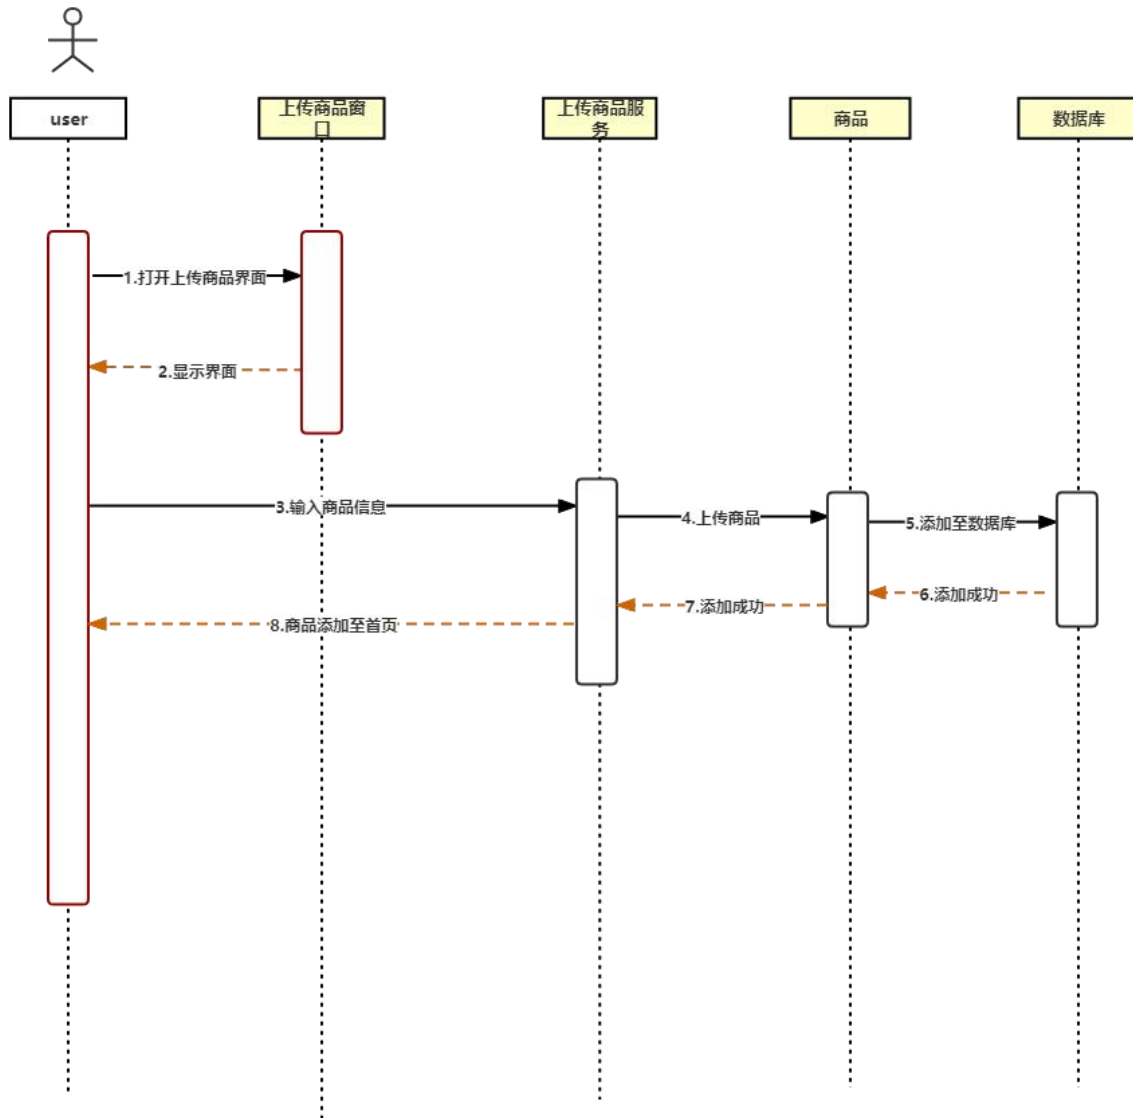 user
上传商品窗
口
上传商品服
务
商品
数据库
1.打开上传商品界面
2.显示界面
3.输入商品信息
4.上传商品
5.添加至数据库
6.添加成功
7.添加成功
8.商品添加至首页